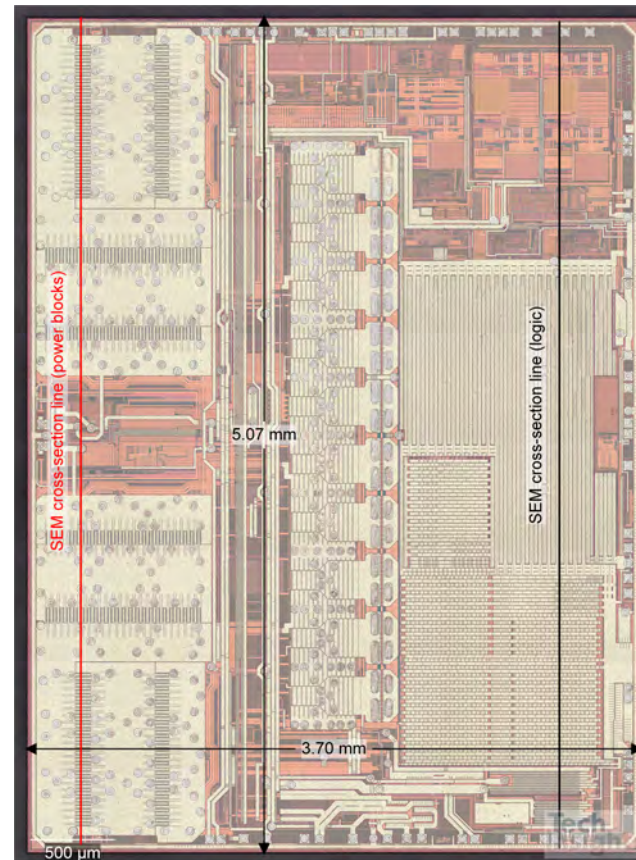 SEM cross-section line (power blocks)
SEM cross-section line (logic)
5.07 mm
3.70 mm
500 µm
Tech